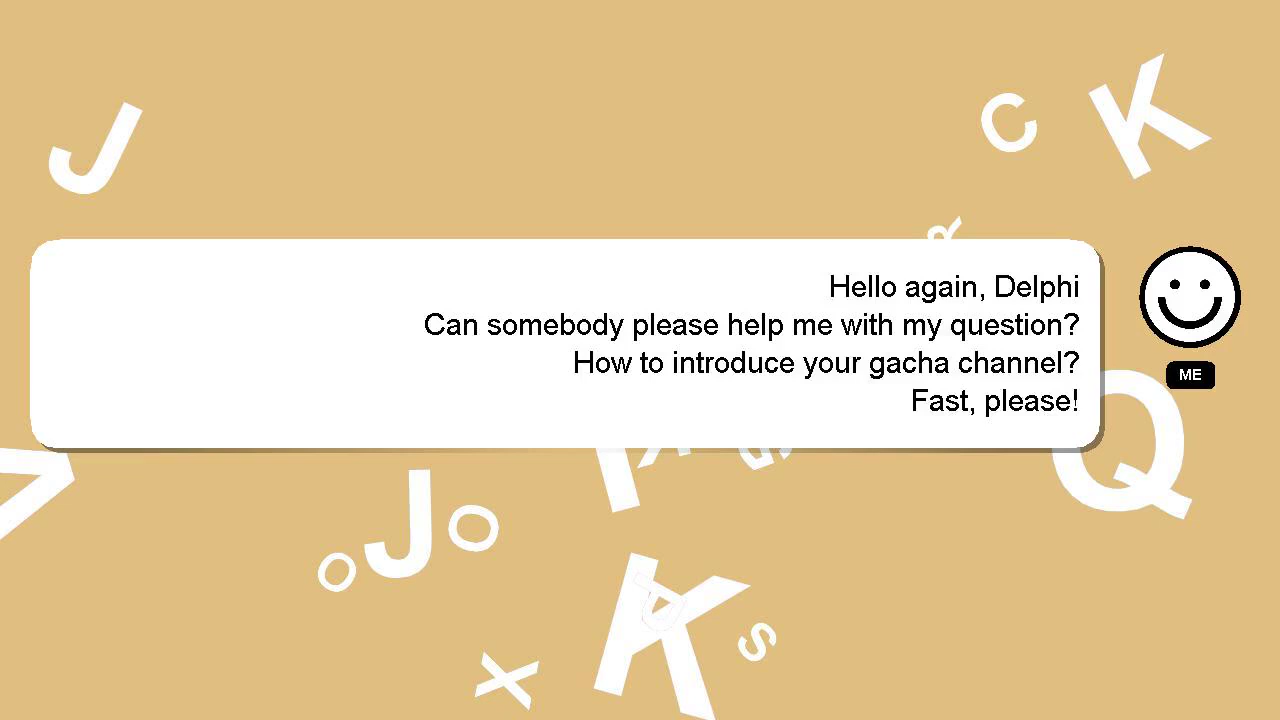 J
C
K
R
Hello again, Delphi
Can somebody please help me with my question?
How to introduce your gacha channel?
Fast, please!
ME
Q
J
O
O
K
P
S
X